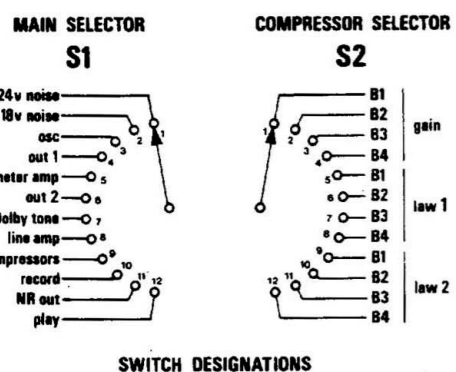 MAIN SELECTOR
S1
COMPRESSOR SELECTOR
S2
24v noise
18v noise
osc
out 1
meter amp
out 2
dolby tone
line amp
compressors
record
NR out
play
1
2
3
4
5
6
7
8
9
10
11
12
1
2
3
4
5
6
7
8
9
10
11
12
B1
B2
B3
B4
gain
B1
B2
B3
B4
law 1
B1
B2
B3
B4
law 2
SWITCH DESIGNATIONS